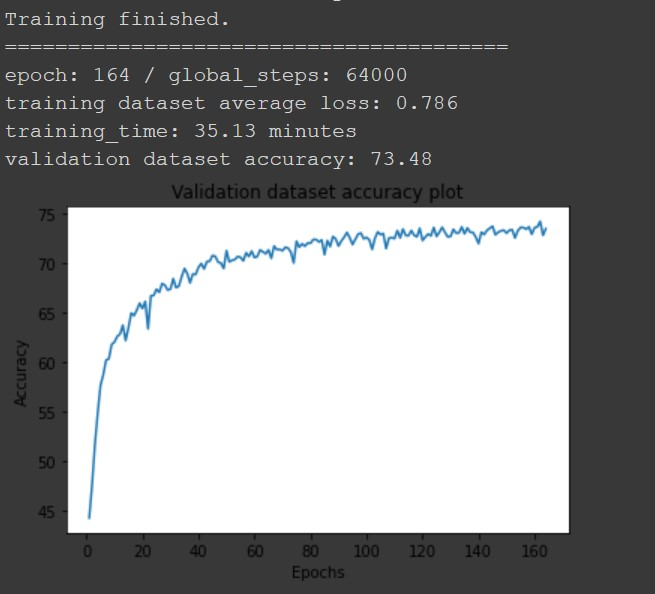 Training finished.
========================================
epoch: 164 / global_steps: 64000
training dataset average loss: 0.786
training_time: 35.13 minutes
validation dataset accuracy: 73.48
Validation dataset accuracy plot
75
70
65
60
55
50
45
Accuracy
0 20 40 60 80 100 120 140 160
Epochs